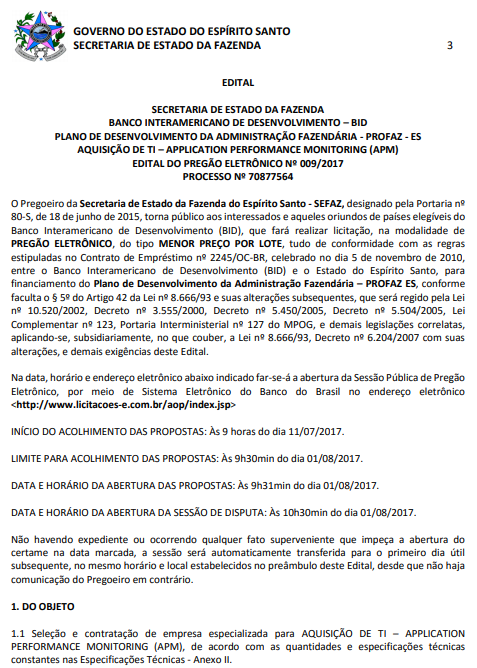 GOVERNO DO ESTADO DO ESPÍRITO SANTO
SECRETARIA DE ESTADO DA FAZENDA 3
EDITAL
SECRETARIA DE ESTADO DA FAZENDA
BANCO INTERAMERICANO DE DESENVOLVIMENTO – BID
PLANO DE DESENVOLVIMENTO DA ADMINISTRAÇÃO FAZENDÁRIA - PROFAZ - ES
AQUISIÇÃO DE TI – APPLICATION PERFORMANCE MONITORING (APM)
EDITAL DO PREGÃO ELETRÔNICO Nº 009/2017
PROCESSO Nº 70877564
O Pregoeiro da Secretaria de Estado da Fazenda do Espírito Santo - SEFAZ, designado pela Portaria nº
80-S, de 18 de junho de 2015, torna público aos interessados e aqueles oriundos de países elegíveis do
Banco Interamericano de Desenvolvimento (BID), que fará realizar licitação, na modalidade de
PREGÃO ELETRÔNICO, do tipo MENOR PREÇO POR LOTE, tudo de conformidade com as regras
estipuladas no Contrato de Empréstimo nº 2245/OC-BR, celebrado no dia 5 de novembro de 2010,
entre o Banco Interamericano de Desenvolvimento (BID) e o Estado do Espírito Santo, para
financiamento do Plano de Desenvolvimento da Administração Fazendária – PROFAZ ES, conforme
faculta o § 5º do Artigo 42 da Lei nº 8.666/93 e suas alterações subsequentes, que será regido pela Lei
nº 10.520/2002, Decreto nº 3.555/2000, Decreto nº 5.450/2005, Decreto nº 5.504/2005, Lei
Complementar nº 123, Portaria Interministerial nº 127 do MPOG, e demais legislações correlatas,
aplicando-se, subsidiariamente, no que couber, a Lei nº 8.666/93, Decreto nº 6.204/2007 com suas
alterações, e demais exigências deste Edital.
Na data, horário e endereço eletrônico abaixo indicado far-se-á a abertura da Sessão Pública de Pregão
Eletrônico, por meio de Sistema Eletrônico do Banco do Brasil no endereço eletrônico
<http://www.licitacoes-e.com.br/aop/index.jsp>
INÍCIO DO ACOLHIMENTO DAS PROPOSTAS: Às 9 horas do dia 11/07/2017.
LIMITE PARA ACOLHIMENTO DAS PROPOSTAS: Às 9h30min do dia 01/08/2017.
DATA E HORÁRIO DA ABERTURA DAS PROPOSTAS: Às 9h31min do dia 01/08/2017.
DATA E HORÁRIO DA ABERTURA DA SESSÃO DE DISPUTA: Às 10h30min do dia 01/08/2017.
Não havendo expediente ou ocorrendo qualquer fato superveniente que impeça a abertura do
certame na data marcada, a sessão será automaticamente transferida para o primeiro dia útil
subsequente, no mesmo horário e local estabelecidos no preâmbulo deste Edital, desde que não haja
comunicação do Pregoeiro em contrário.
1. DO OBJETO
1.1 Seleção e contratação de empresa especializada para AQUISIÇÃO DE TI – APPLICATION
PERFORMANCE MONITORING (APM), de acordo com as quantidades e especificações técnicas
constantes nas Especificações Técnicas - Anexo II.